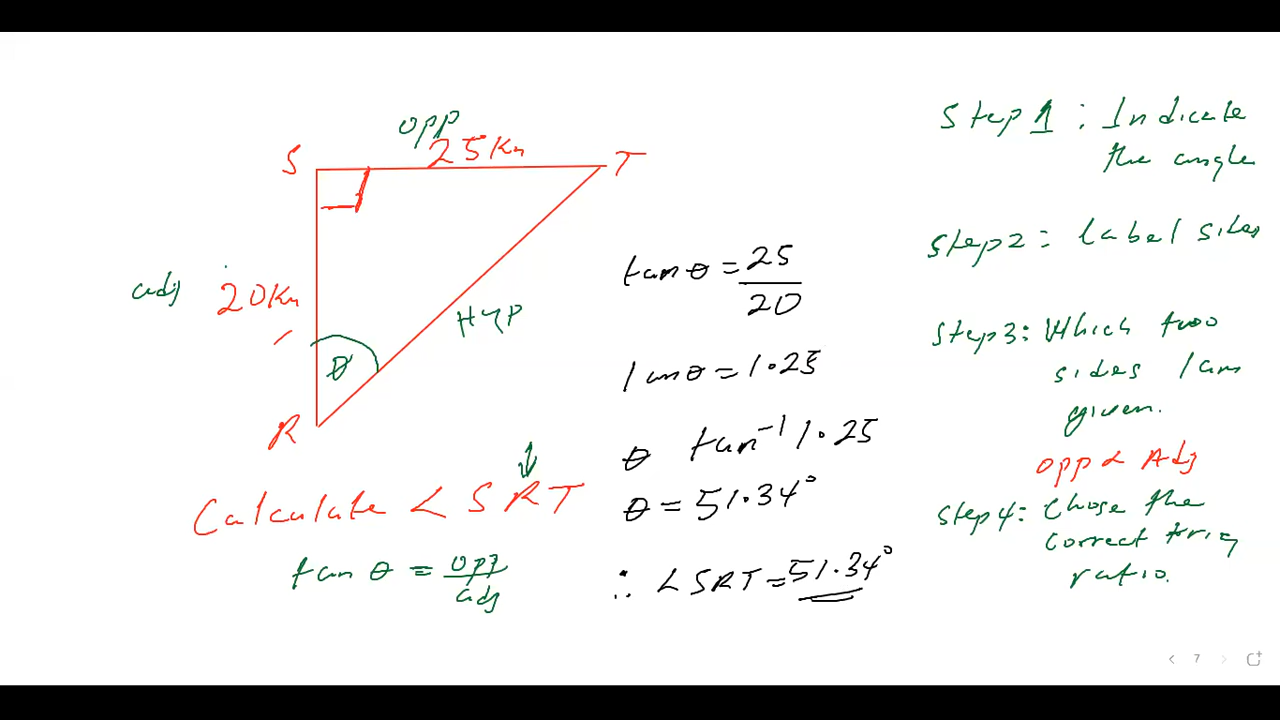 opp
25Km
S
T
adj
20Km
Hyp
θ
R
Calculate ∠SRT
tan θ = opp/adj
tan θ = 25/20
tan θ = 1.25
θ tan⁻¹ 1.25
θ = 51.34°
∴ ∠SRT = 51.34°
Step 1 : Indicate
the angle
Step 2 = label sides
Step 3: Which two
sides I am
given.
opp & Adj
Step 4: Chose the
correct trig
ratio.
7